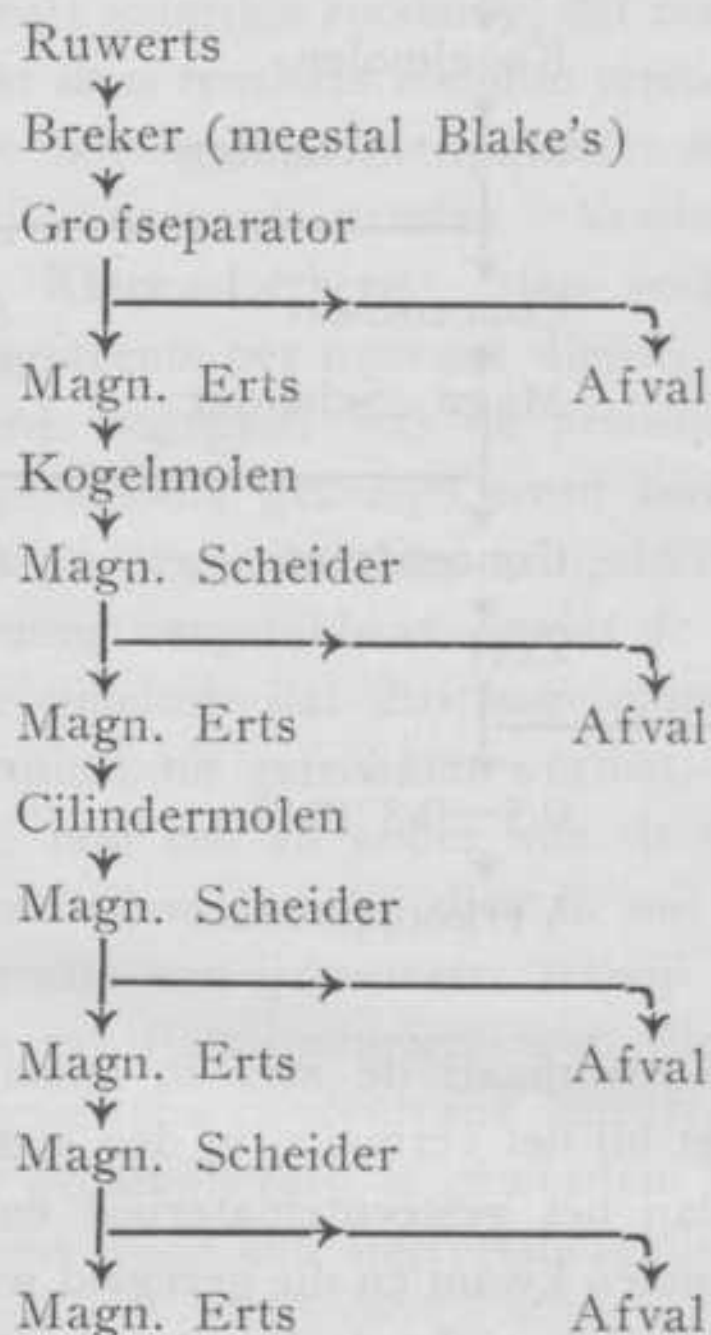 Ruwerts
Breker (meestal Blake's)
Grofseparator
Magn. Erts Afval
Kogelmolen
Magn. Scheider
Magn. Erts Afval
Cilindermolen
Magn. Scheider
Magn. Erts Afval
Magn. Scheider
Magn. Erts Afval